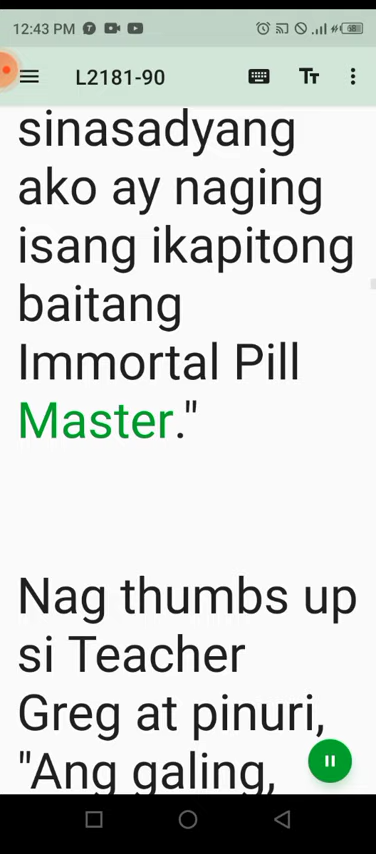 12:43 PM
68
L2181-90
sinasadyang
ako ay naging
isang ikapitong
baitang
Immortal Pill
Master."
Nag thumbs up
si Teacher
Greg at pinuri,
"Ang galing,